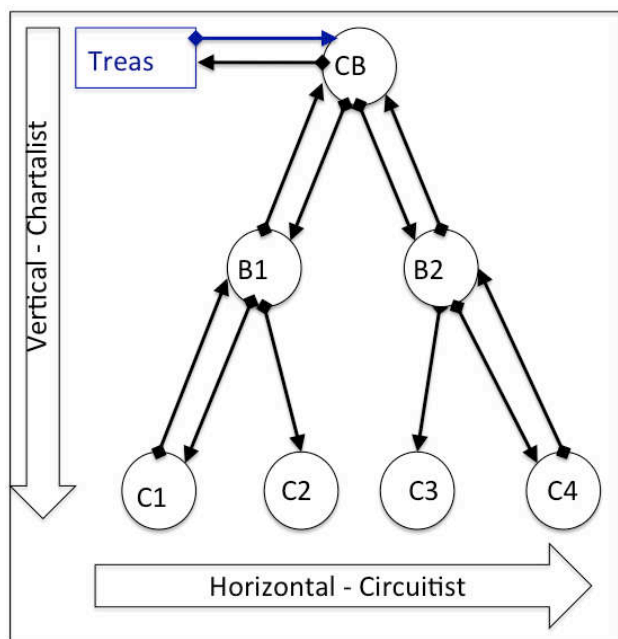 Treas
CB
Vertical - Chartalist
B1
B2
C1
C2
C3
C4
Horizontal - Circuitist